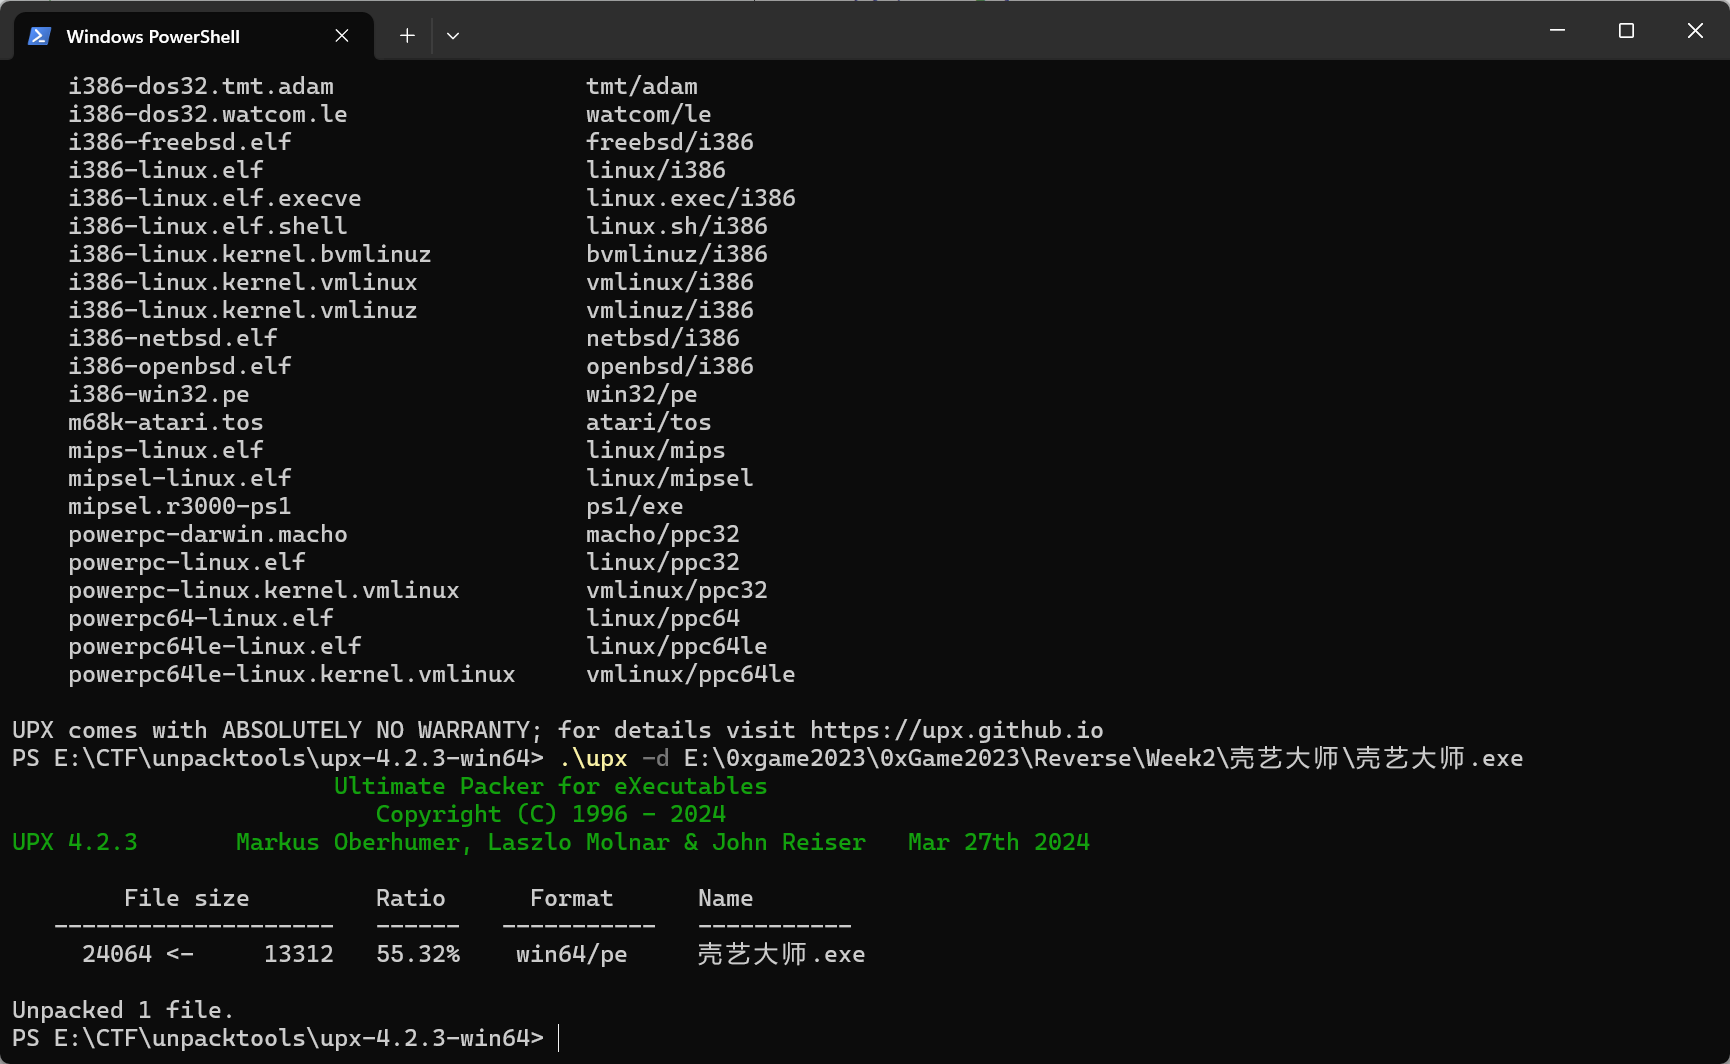 Windows PowerShell
i386-dos32.tmt.adam tmt/adam
i386-dos32.watcom.le watcom/le
i386-freebsd.elf freebsd/i386
i386-linux.elf linux/i386
i386-linux.elf.execve linux.exec/i386
i386-linux.elf.shell linux.sh/i386
i386-linux.kernel.bvmlinuz bvmlinuz/i386
i386-linux.kernel.vmlinux vmlinux/i386
i386-linux.kernel.vmlinuz vmlinuz/i386
i386-netbsd.elf netbsd/i386
i386-openbsd.elf openbsd/i386
i386-win32.pe win32/pe
m68k-atari.tos atari/tos
mips-linux.elf linux/mips
mipsel-linux.elf linux/mipsel
mipsel.r3000-ps1 ps1/exe
powerpc-darwin.macho macho/ppc32
powerpc-linux.elf linux/ppc32
powerpc-linux.kernel.vmlinux vmlinux/ppc32
powerpc64-linux.elf linux/ppc64
powerpc64le-linux.elf linux/ppc64le
powerpc64le-linux.kernel.vmlinux vmlinux/ppc64le
UPX comes with ABSOLUTELY NO WARRANTY; for details visit https://upx.github.io
PS E:\CTF\unpacktools\upx-4.2.3-win64> .\upx -d E:\0xgame2023\0xGame2023\Reverse\Week2\壳艺大师\壳艺大师.exe
Ultimate Packer for eXecutables
Copyright (C) 1996 - 2024
UPX 4.2.3 Markus Oberhumer, Laszlo Molnar & John Reiser Mar 27th 2024
File size Ratio Format Name
-------------------- ------ ----------- -----------
24064 <- 13312 55.32% win64/pe 壳艺大师.exe
Unpacked 1 file.
PS E:\CTF\unpacktools\upx-4.2.3-win64>